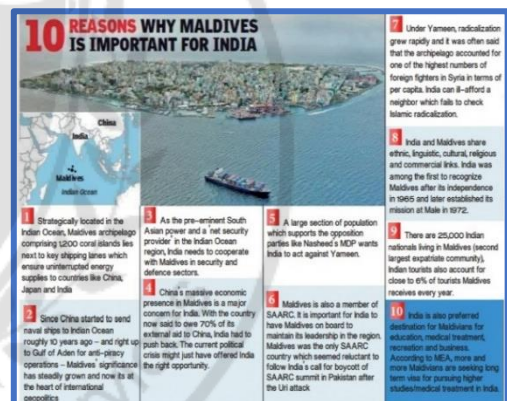 10 REASONS WHY MALDIVES
IS IMPORTANT FOR INDIA
China
India
Maldives
Indian Ocean
1 Strategically located in the
Indian Ocean, Maldives archipelago
comprising 1,200 coral islands lies
next to key shipping lanes which
ensure uninterrupted energy
supplies to countries like China,
Japan and India
2 Since China started to send
naval ships to Indian Ocean
roughly 10 years ago – and right up
to Gulf of Aden for anti-piracy
operations – Maldives' significance
has steadily grown and now its at
the heart of international
geopolitics
3 As the pre-eminent South
Asian power and a 'net security
provider' in the Indian Ocean
region, India needs to cooperate
with Maldives in security and
defence sectors.
4 China's massive economic
presence in Maldives is a major
concern for India. With the country
now said to owe 70% of its
external aid to China, India had to
push back. The current political
crisis might just have offered India
the right opportunity.
5 A large section of population
which supports the opposition
parties like Nasheed s MDP wants
India to act against Yameen.
6 Maldives is also a member of
SAARC. It is important for India to
have Maldives on board to
maintain its leadership in the region.
Maldives was the only SAARC
country which seemed reluctant to
follow India's call for boycott of
SAARC summit in Pakistan after
the Uri attack
7 Under Yameen, radicalization
grew rapidly and it was often said
that the archipelago accounted for
one of the highest numbers of
foreign fighters in Syria in terms of
per capita. India can ill-afford a
neighbor which fails to check
Islamic radicalization.
8 India and Maldives share
ethnic, linguistic, cultural, religious
and commercial links. India was
among the first to recognize
Maldives after its independence
in 1965 and later established its
mission at Male in 1972.
9 There are 25,000 Indian
nationals living in Maldives (second
largest expatriate community),
Indian tourists also account for
close to 6% of tourists Maldives
receives every year.
10 India is also a preferred
destination for Maldivians for
education, medical treatment,
recreation and business.
According to MEA, more and
more Maldivians are seeking long
term visa for pursuing higher
studies/medical treatment in India.